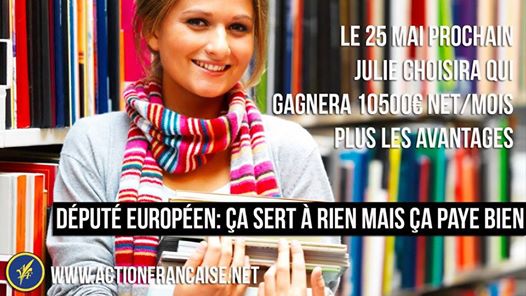 LE 25 MAI PROCHAIN
JULIE CHOISIRA QUI
GAGNERA 10500€ NET/MOIS
PLUS LES AVANTAGES
DÉPUTÉ EUROPÉEN: ÇA SERT À RIEN MAIS ÇA PAYE BIEN
WWW.ACTIONFRANCAISE.NET